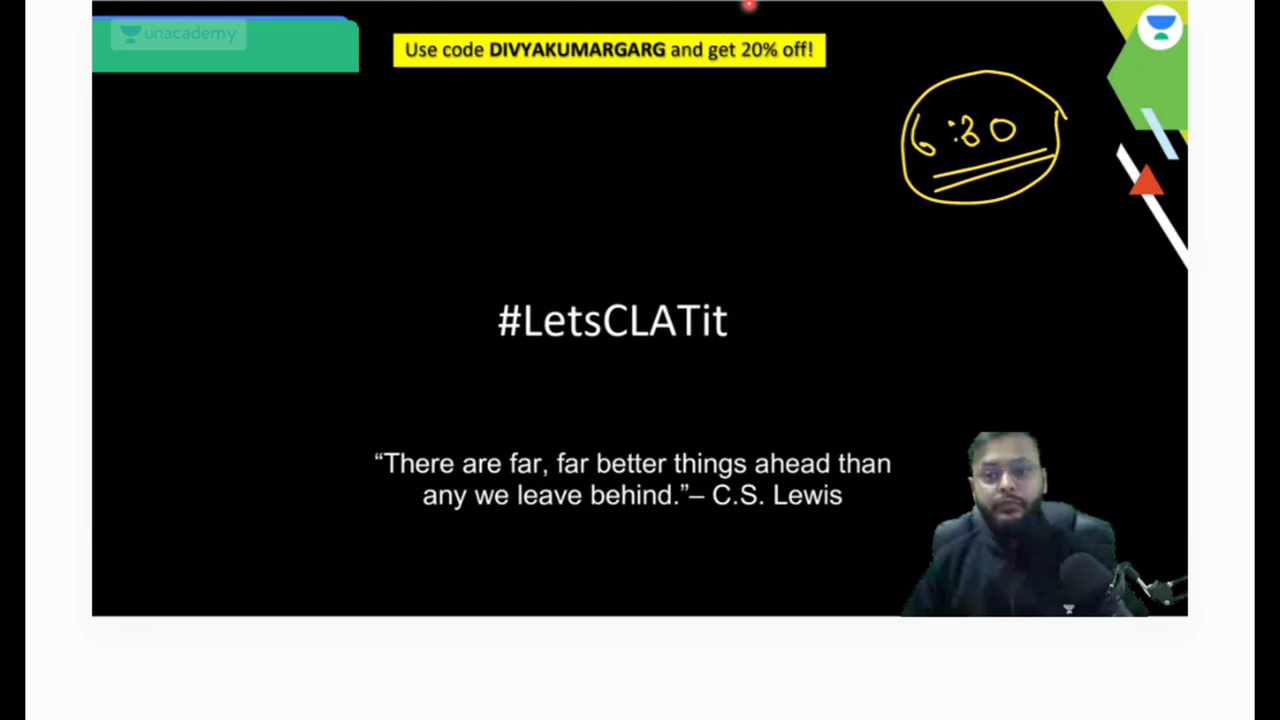 unacademy
Use code DIVYAKUMARGARG and get 20% off!
6:30
#LetsCLATit
“There are far, far better things ahead than
any we leave behind.”– C.S. Lewis